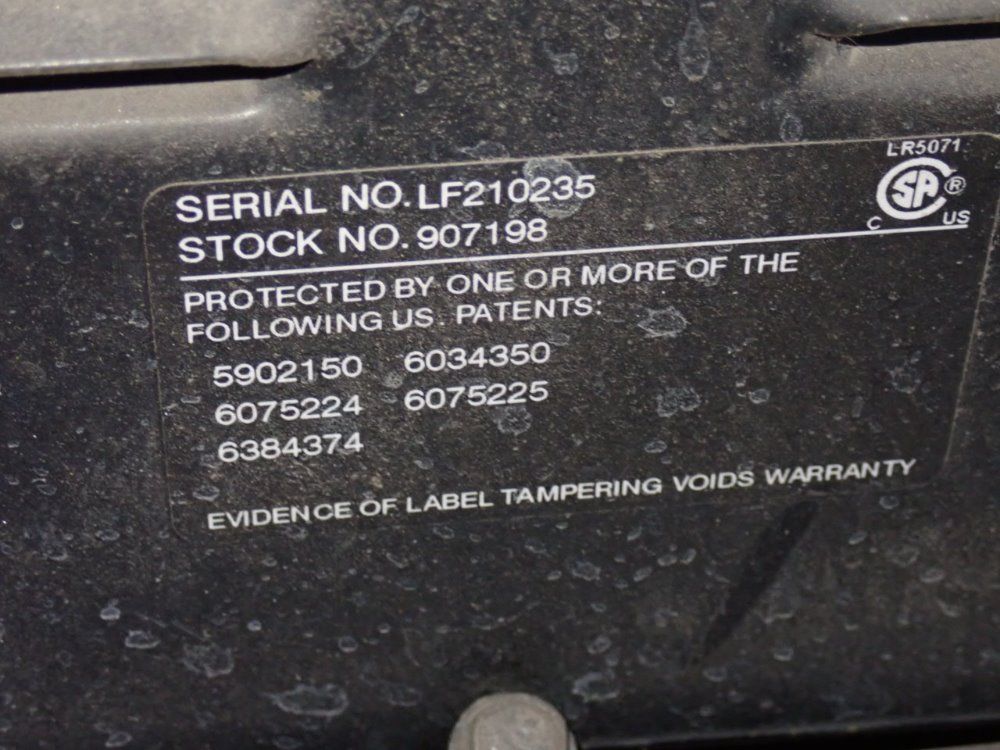 LR5071
SA ®
C US
SERIAL NO. LF210235
STOCK NO. 907198
PROTECTED BY ONE OR MORE OF THE
FOLLOWING US. PATENTS:
5902150 6034350
6075224 6075225
6384374
EVIDENCE OF LABEL TAMPERING VOIDS WARRANTY